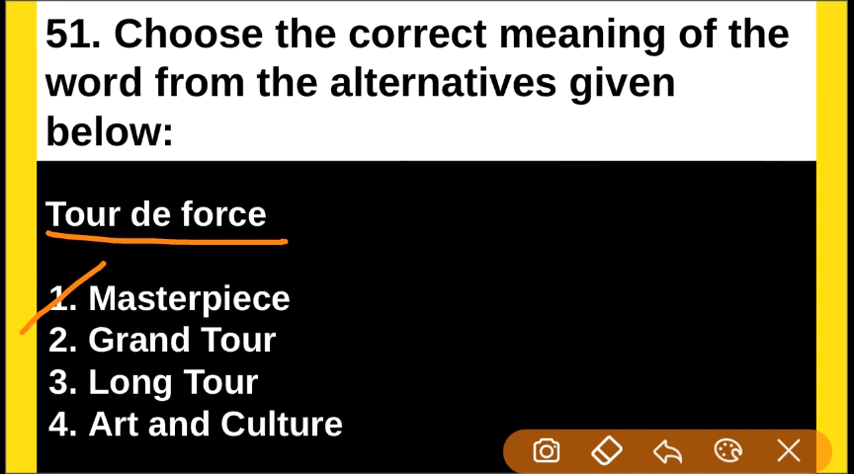 51. Choose the correct meaning of the
word from the alternatives given
below:
Tour de force
1. Masterpiece
2. Grand Tour
3. Long Tour
4. Art and Culture